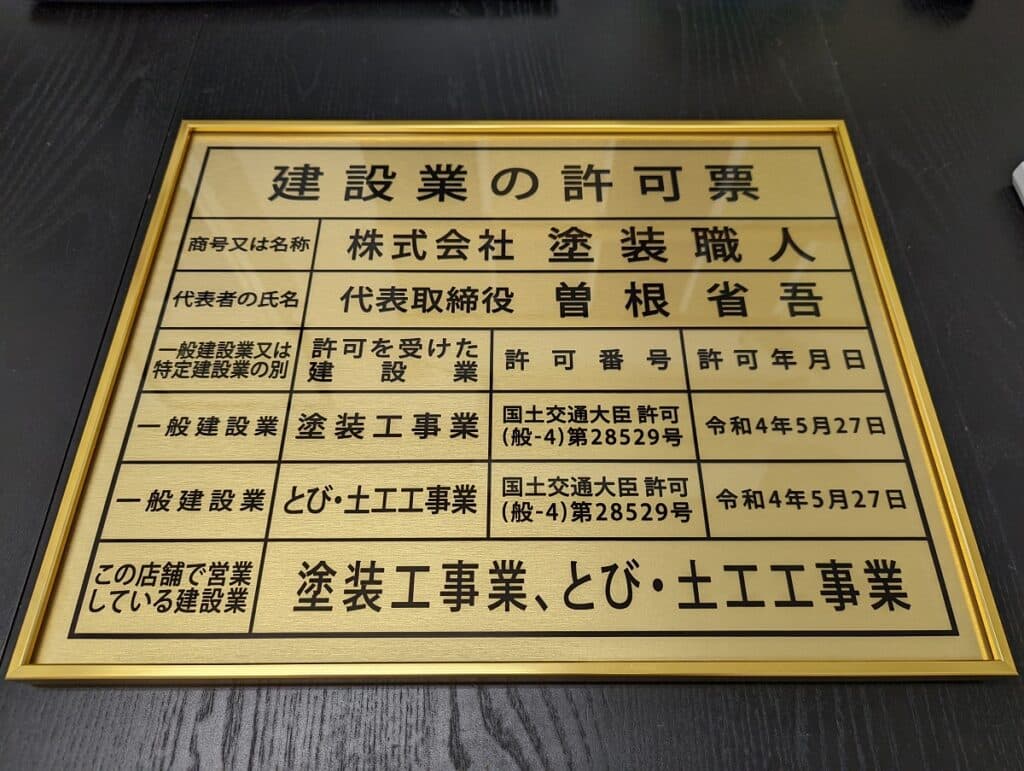 建設業の許可票
商号又は名称 株式会社 塗装職人
代表者の氏名 代表取締役 曽根省吾
一般建設業又は
特定建設業の別
許可を受けた
建設業
許可番号
許可年月日
一般建設業
塗装工事業
国土交通大臣 許可
(般-4)第28529号
令和4年5月27日
一般建設業
とび・土工工事業
国土交通大臣 許可
(般-4)第28529号
令和4年5月27日
この店舗で営業
している建設業
塗装工事業、とび・土工工事業